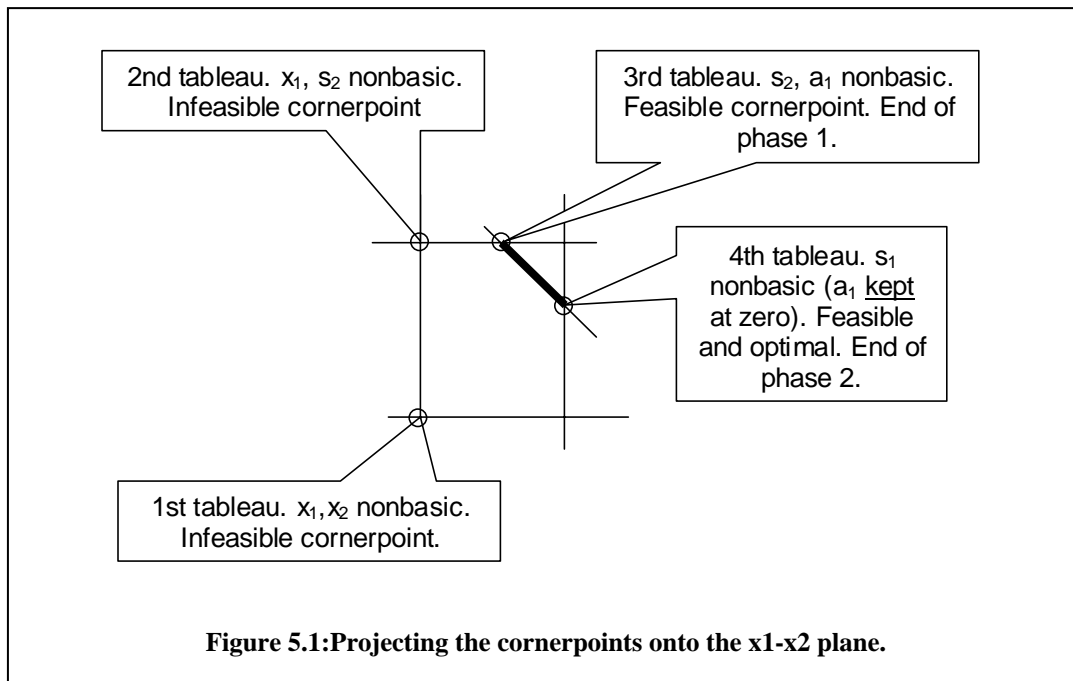 2nd tableau. x₁, s₂ nonbasic.
Infeasible cornerpoint
3rd tableau. s₂, a₁ nonbasic.
Feasible cornerpoint. End of
phase 1.
4th tableau. s₁
nonbasic (a₁ kept
at zero). Feasible
and optimal. End of
phase 2.
1st tableau. x₁,x₂ nonbasic.
Infeasible cornerpoint.
Figure 5.1:Projecting the cornerpoints onto the x1-x2 plane.